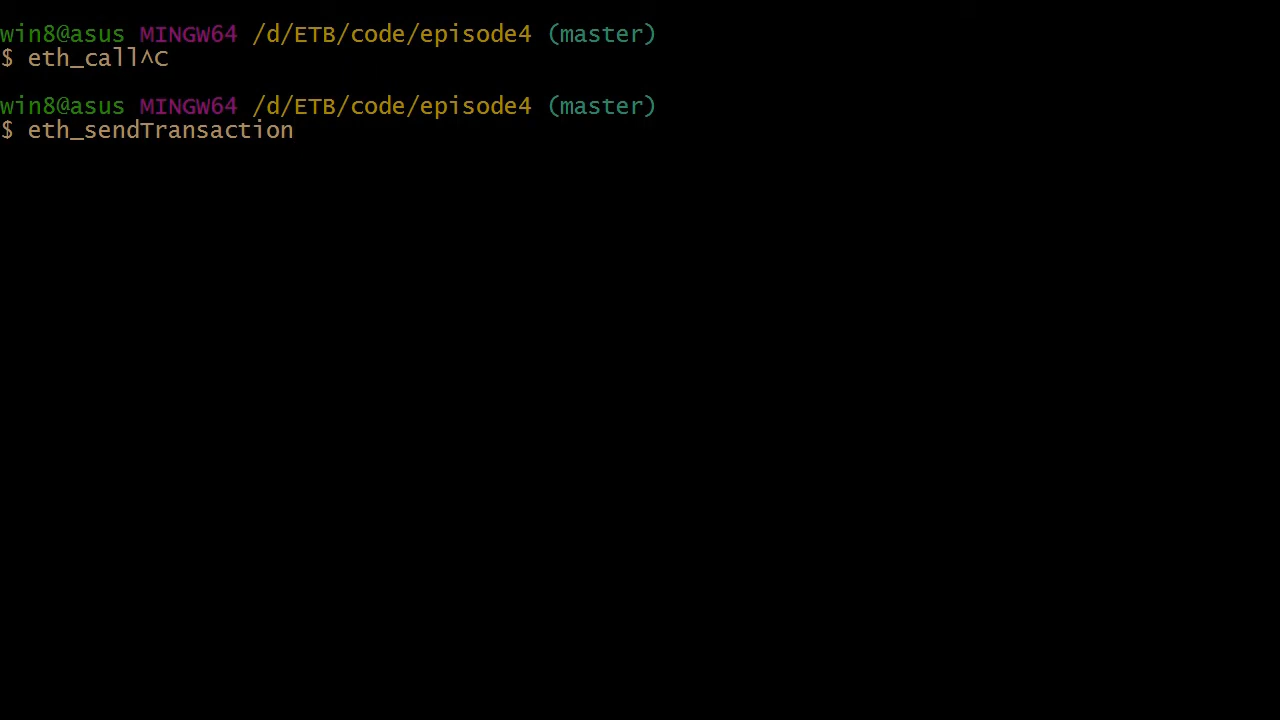 win8@asus MINGW64 /d/ETB/code/episode4 (master)
$ eth_call^C
win8@asus MINGW64 /d/ETB/code/episode4 (master)
$ eth_sendTransaction